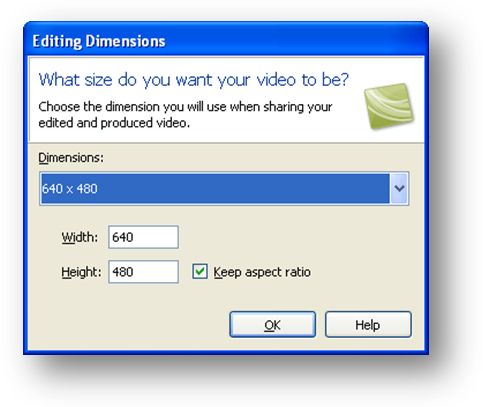 Editing Dimensions
What size do you want your video to be?
Choose the dimension you will use when sharing your
edited and produced video.
Dimensions:
640 x 480
Width: 640
Height: 480 Keep aspect ratio
OK Help